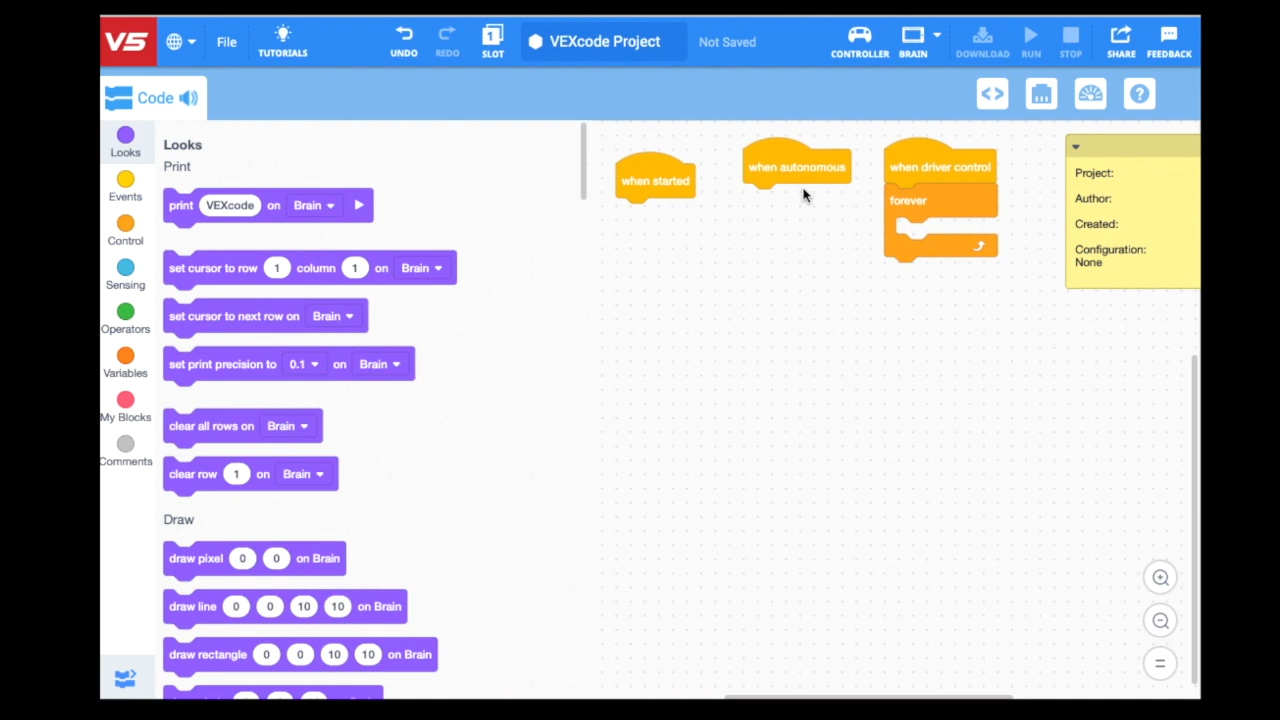 V5
File
TUTORIALS
UNDO
REDO
1
SLOT
VEXcode Project
Not Saved
CONTROLLER
BRAIN
DOWNLOAD
RUN
STOP
SHARE
FEEDBACK
Code
<>
?
Looks
Events
Control
Sensing
Operators
Variables
My Blocks
Comments
Looks
Print
print VEXcode on Brain
set cursor to row 1 column 1 on Brain
set cursor to next row on Brain
set print precision to 0.1 on Brain
clear all rows on Brain
clear row 1 on Brain
Draw
draw pixel 0 0 on Brain
draw line 0 0 10 10 on Brain
draw rectangle 0 0 10 10 on Brain
when started
when autonomous
when driver control
forever
Project:
Author:
Created:
Configuration:
None